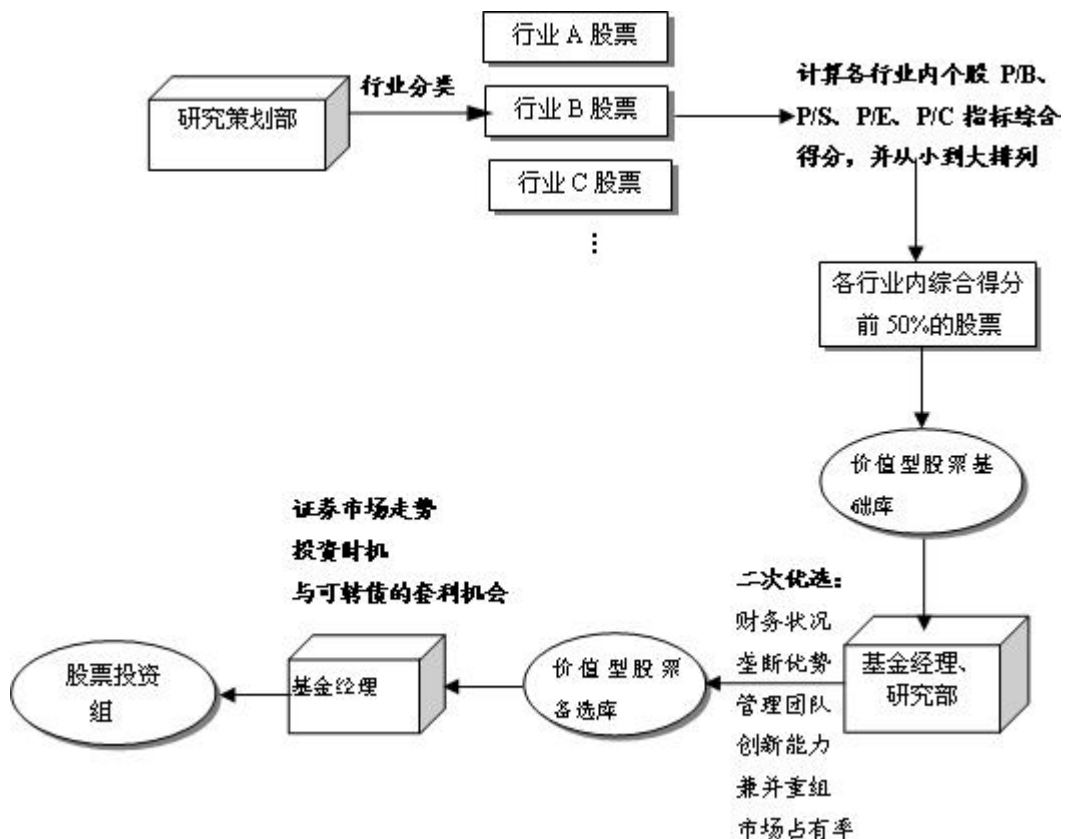 行业 A 股票
行业分类
研究策划部
行业 B 股票
行业 C 股票
⋮
计算各行业内个股 P/B、
P/S、P/E、P/C 指标综合
得分，并从小到大排列
各行业内综合得分
前 50%的股票
价值型股票基
础库
二次优选：
财务状况
垄断优势
管理团队
创新能力
兼并重组
市场占有率
基金经理、
研究部
价值型股票
备选库
证券市场走势
投资时机
与可转债的套利机会
基金经理
股票投资
组